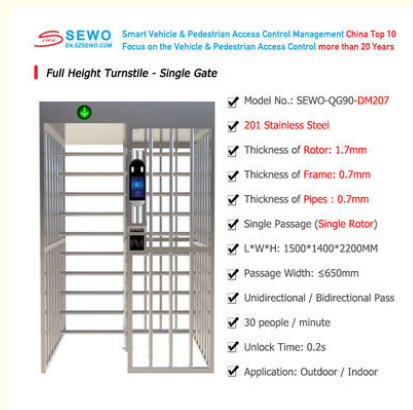 SEWO
EN.SZSEWO.COM
Smart Vehicle & Pedestrian Access Control Management China Top 10
Focus on the Vehicle & Pedestrian Access Control more than 20 Years
Full Height Turnstile - Single Gate
Model No.: SEWO-QG90-DM207
201 Stainless Steel
Thickness of Rotor: 1.7mm
Thickness of Frame: 0.7mm
Thickness of Pipes : 0.7mm
Single Passage (Single Rotor)
L*W*H: 1500*1400*2200MM
Passage Width: ≤650mm
Unidirectional / Bidirectional Pass
30 people / minute
Unlock Time: 0.2s
Application: Outdoor / Indoor